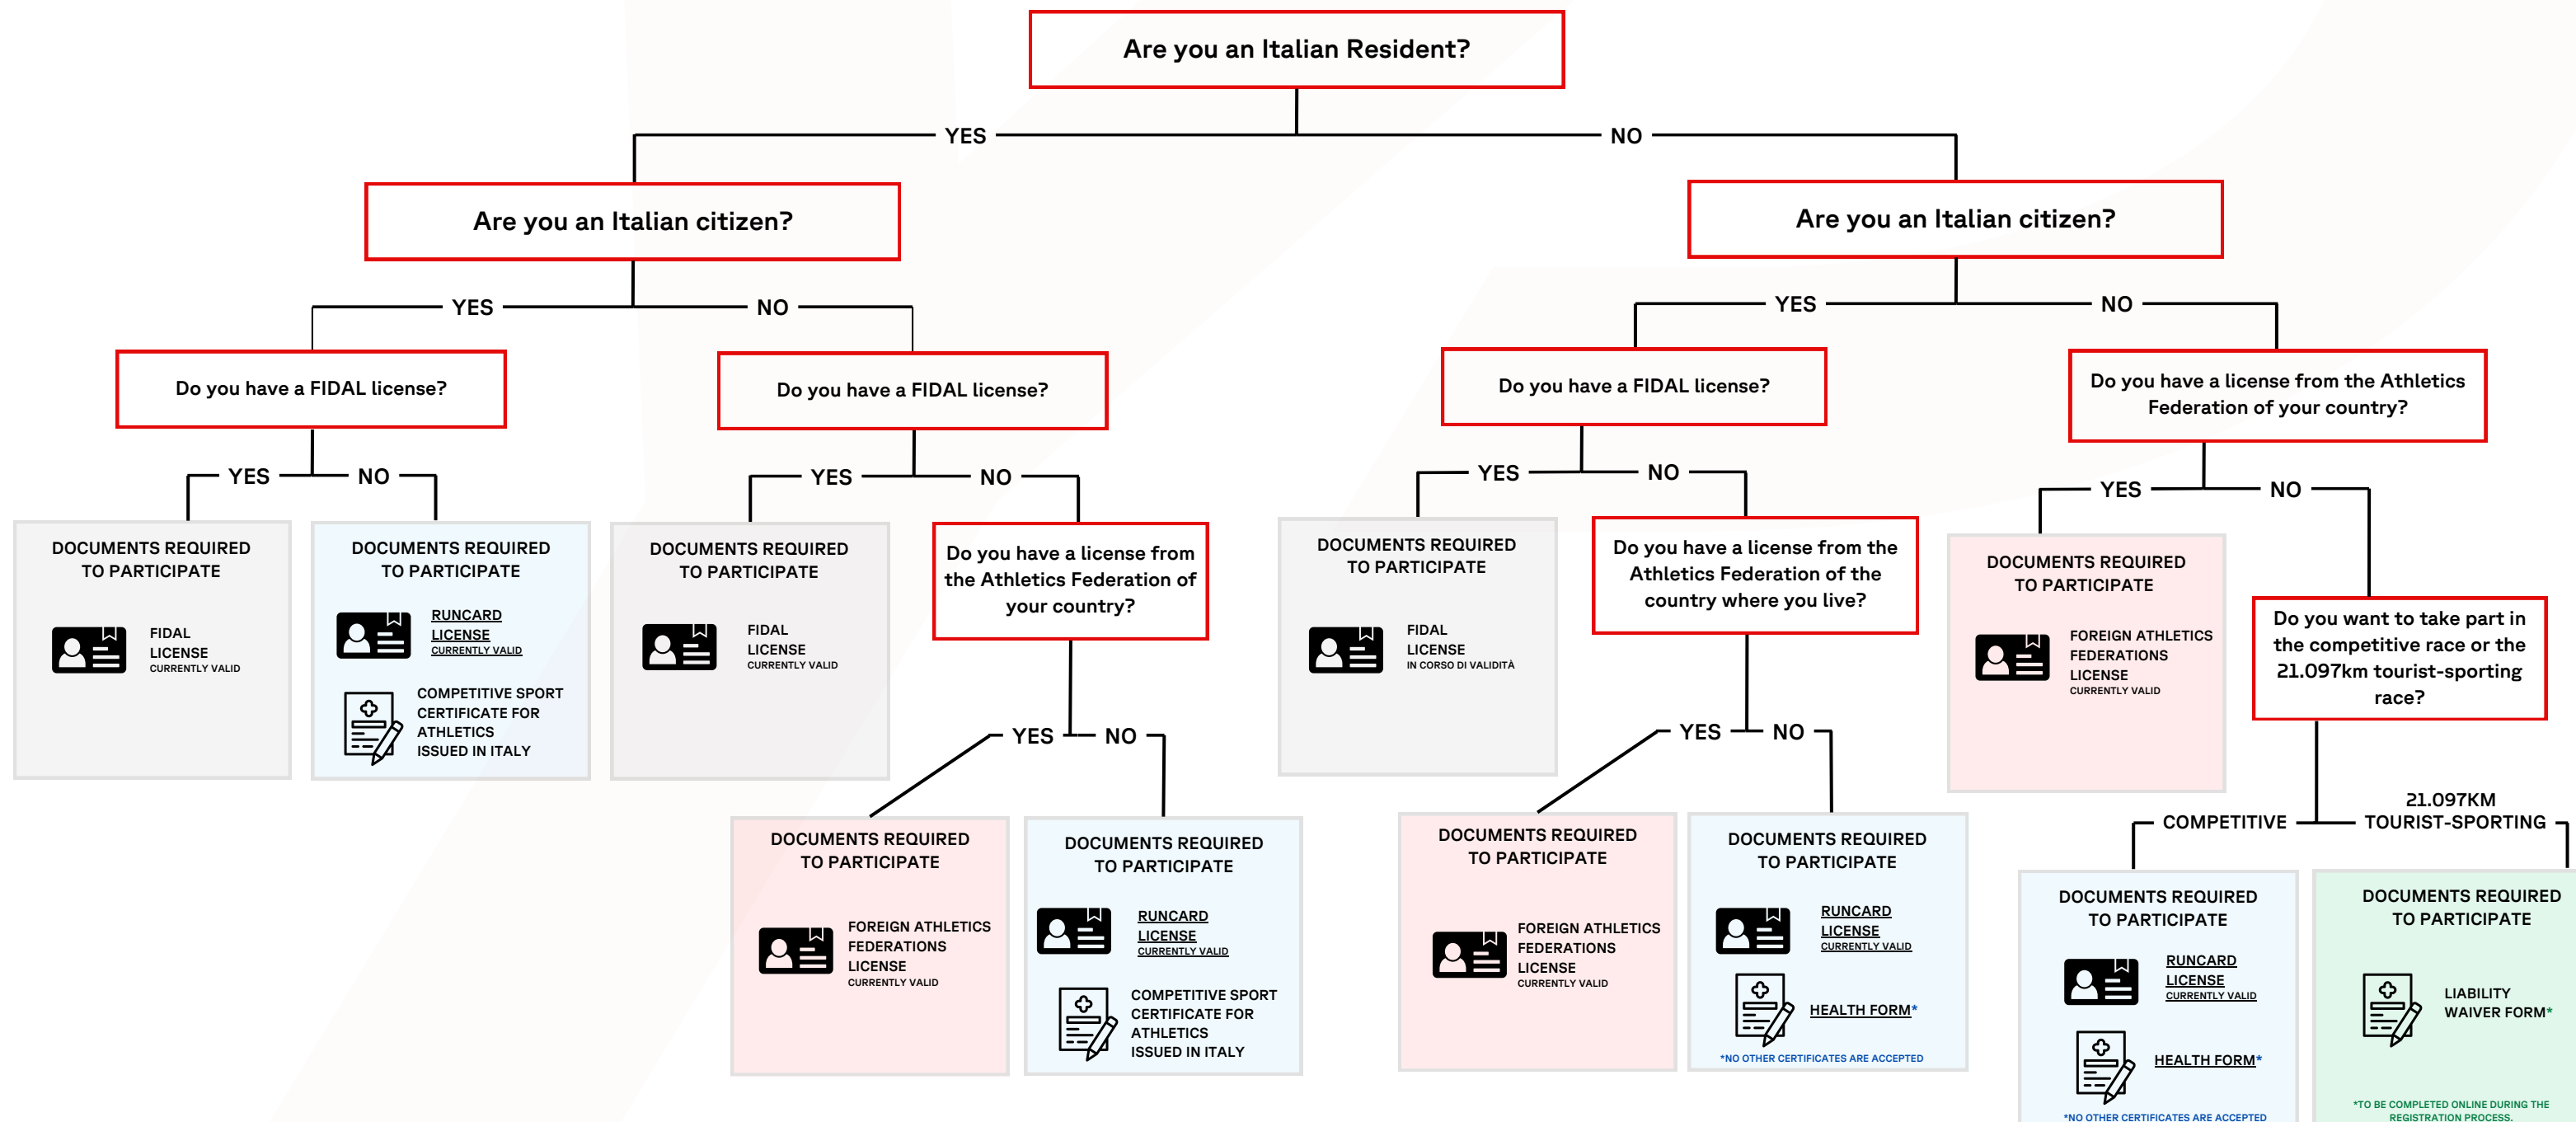 Are you an Italian Resident?
YES
NO
Are you an Italian citizen?
Are you an Italian citizen?
YES
NO
YES
NO
Do you have a FIDAL license?
Do you have a FIDAL license?
Do you have a FIDAL license?
Do you have a license from the Athletics
Federation of your country?
YES
NO
YES
NO
YES
NO
YES
NO
DOCUMENTS REQUIRED
TO PARTICIPATE
FIDAL
LICENSE
CURRENTLY VALID
DOCUMENTS REQUIRED
TO PARTICIPATE
RUNCARD
LICENSE
CURRENTLY VALID
COMPETITIVE SPORT
CERTIFICATE FOR
ATHLETICS
ISSUED IN ITALY
DOCUMENTS REQUIRED
TO PARTICIPATE
FIDAL
LICENSE
CURRENTLY VALID
Do you have a license from
the Athletics Federation of
your country?
DOCUMENTS REQUIRED
TO PARTICIPATE
FIDAL
LICENSE
IN CORSO DI VALIDITÀ
Do you have a license from the
Athletics Federation of the
country where you live?
DOCUMENTS REQUIRED
TO PARTICIPATE
FOREIGN ATHLETICS
FEDERATIONS
LICENSE
CURRENTLY VALID
Do you want to take part in
the competitive race or the
21.097km tourist-sporting
race?
YES
NO
YES
NO
COMPETITIVE
21.097KM
TOURIST-SPORTING
DOCUMENTS REQUIRED
TO PARTICIPATE
FOREIGN ATHLETICS
FEDERATIONS
LICENSE
CURRENTLY VALID
DOCUMENTS REQUIRED
TO PARTICIPATE
RUNCARD
LICENSE
CURRENTLY VALID
COMPETITIVE SPORT
CERTIFICATE FOR
ATHLETICS
ISSUED IN ITALY
DOCUMENTS REQUIRED
TO PARTICIPATE
FOREIGN ATHLETICS
FEDERATIONS
LICENSE
CURRENTLY VALID
DOCUMENTS REQUIRED
TO PARTICIPATE
RUNCARD
LICENSE
CURRENTLY VALID
HEALTH FORM*
*NO OTHER CERTIFICATES ARE ACCEPTED
DOCUMENTS REQUIRED
TO PARTICIPATE
RUNCARD
LICENSE
CURRENTLY VALID
HEALTH FORM*
*NO OTHER CERTIFICATES ARE ACCEPTED
DOCUMENTS REQUIRED
TO PARTICIPATE
LIABILITY
WAIVER FORM*
*TO BE COMPLETED ONLINE DURING THE
REGISTRATION PROCESS.